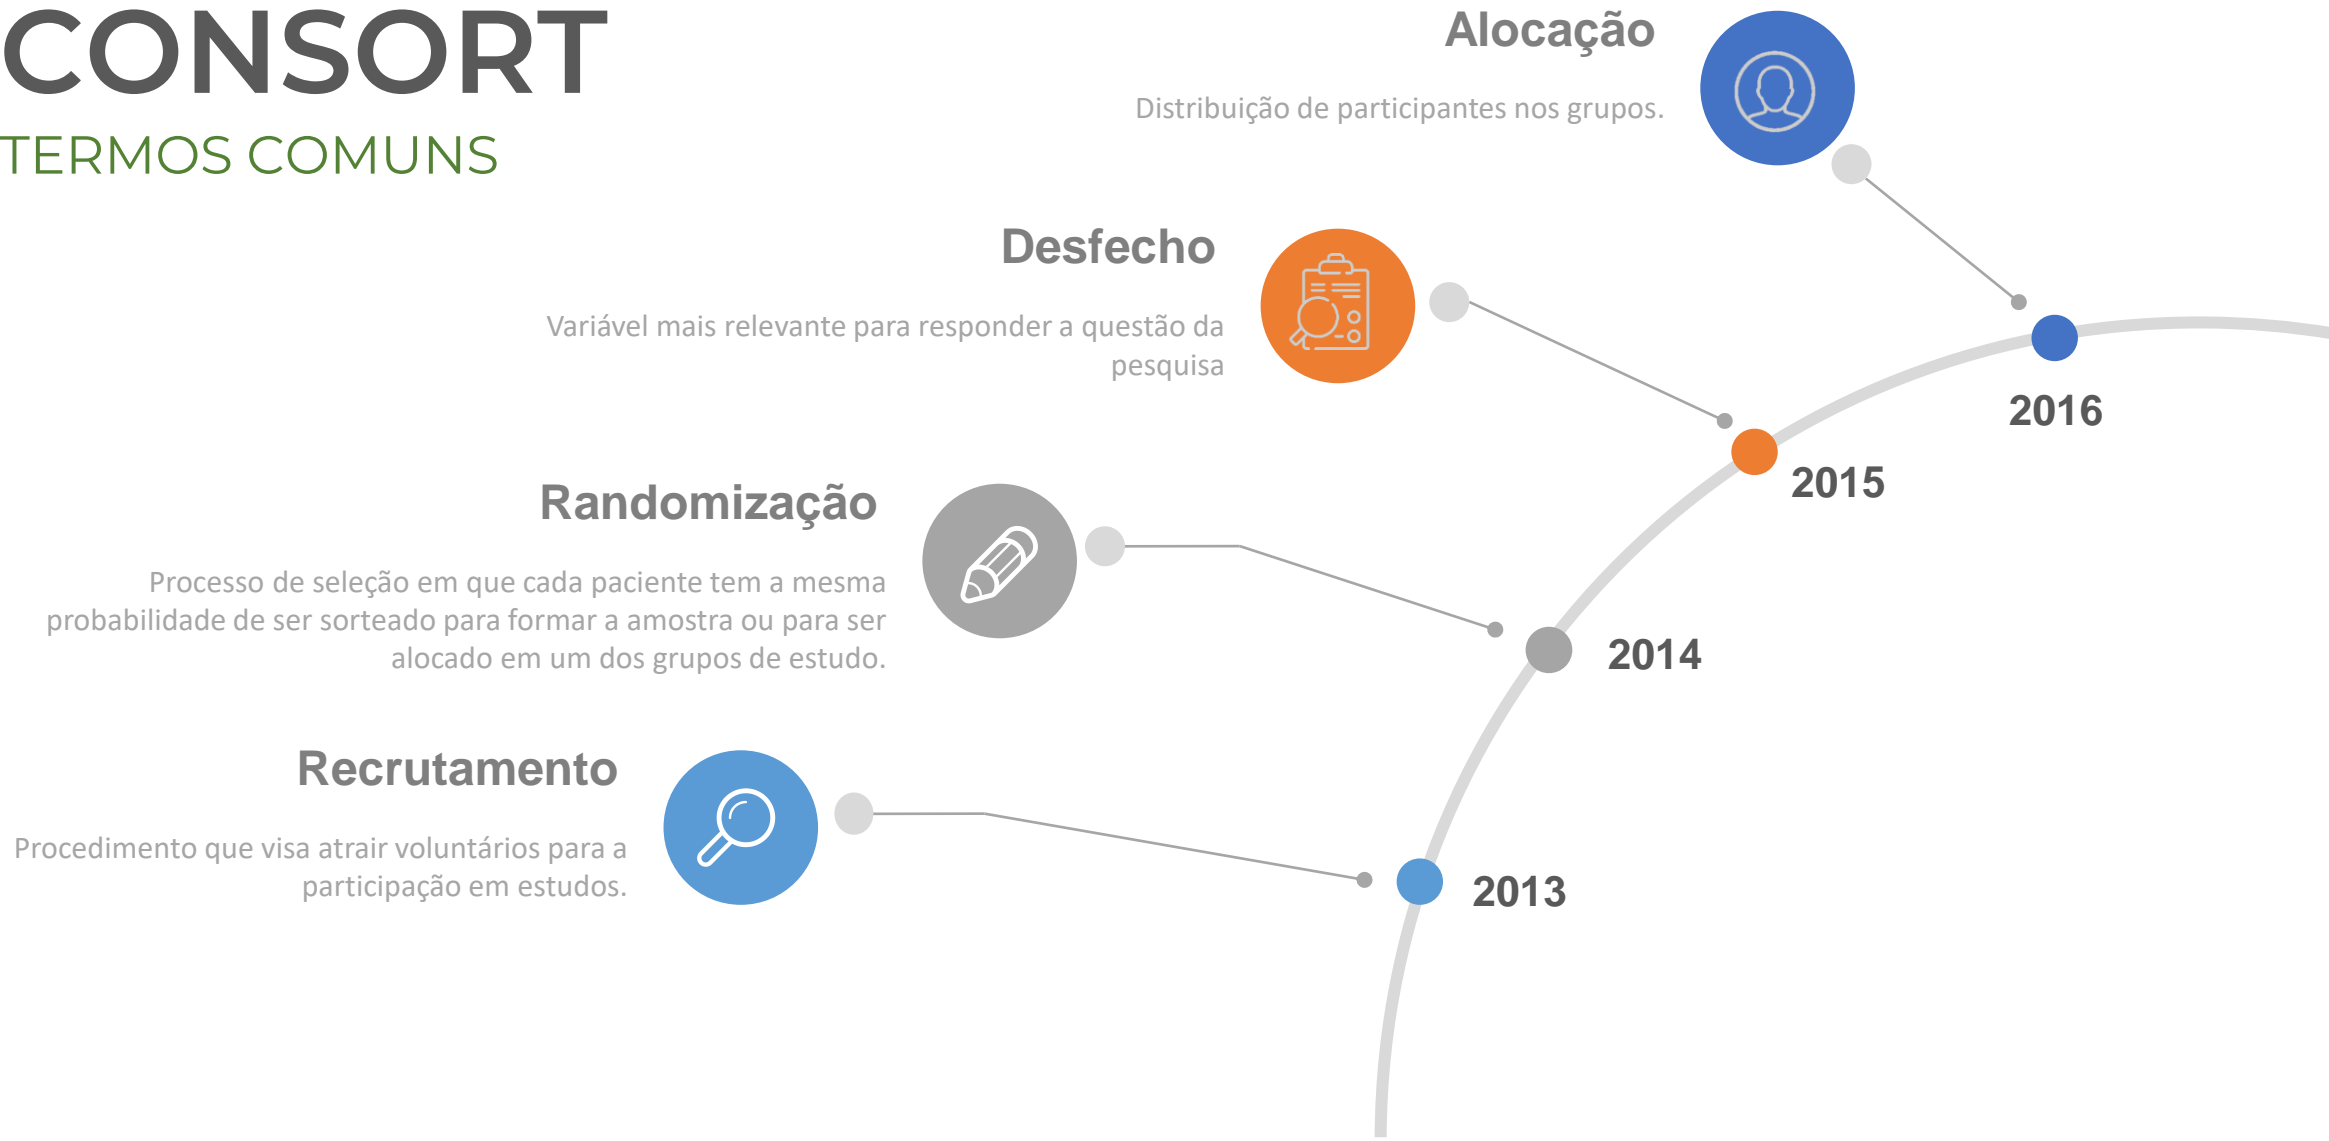 CONSORT
TERMOS COMUNS
Alocação
Distribuição de participantes nos grupos.
Desfecho
Variável mais relevante para responder a questão da
pesquisa
2016
2015
Randomização
Processo de seleção em que cada paciente tem a mesma
probabilidade de ser sorteado para formar a amostra ou para ser
alocado em um dos grupos de estudo.
2014
Recrutamento
Procedimento que visa atrair voluntários para a
participação em estudos.
2013